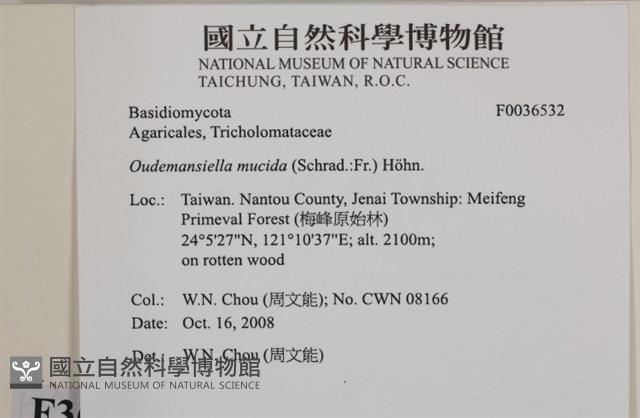 國立自然科學博物館
NATIONAL MUSEUM OF NATURAL SCIENCE
TAICHUNG, TAIWAN, R.O.C.
Basidiomycota F0036532
Agaricales, Tricholomataceae
Oudemansiella mucida (Schrad.:Fr.) Höhn.
Loc.: Taiwan. Nantou County, Jenai Township: Meifeng
Primeval Forest (梅峰原始林)
24°5'27"N, 121°10'37"E; alt. 2100m;
on rotten wood
Col.: W.N. Chou (周文能); No. CWN 08166
Date: Oct. 16, 2008
Det.: W.N. Chou (周文能)
國立自然科學博物館
NATIONAL MUSEUM OF NATURAL SCIENCE